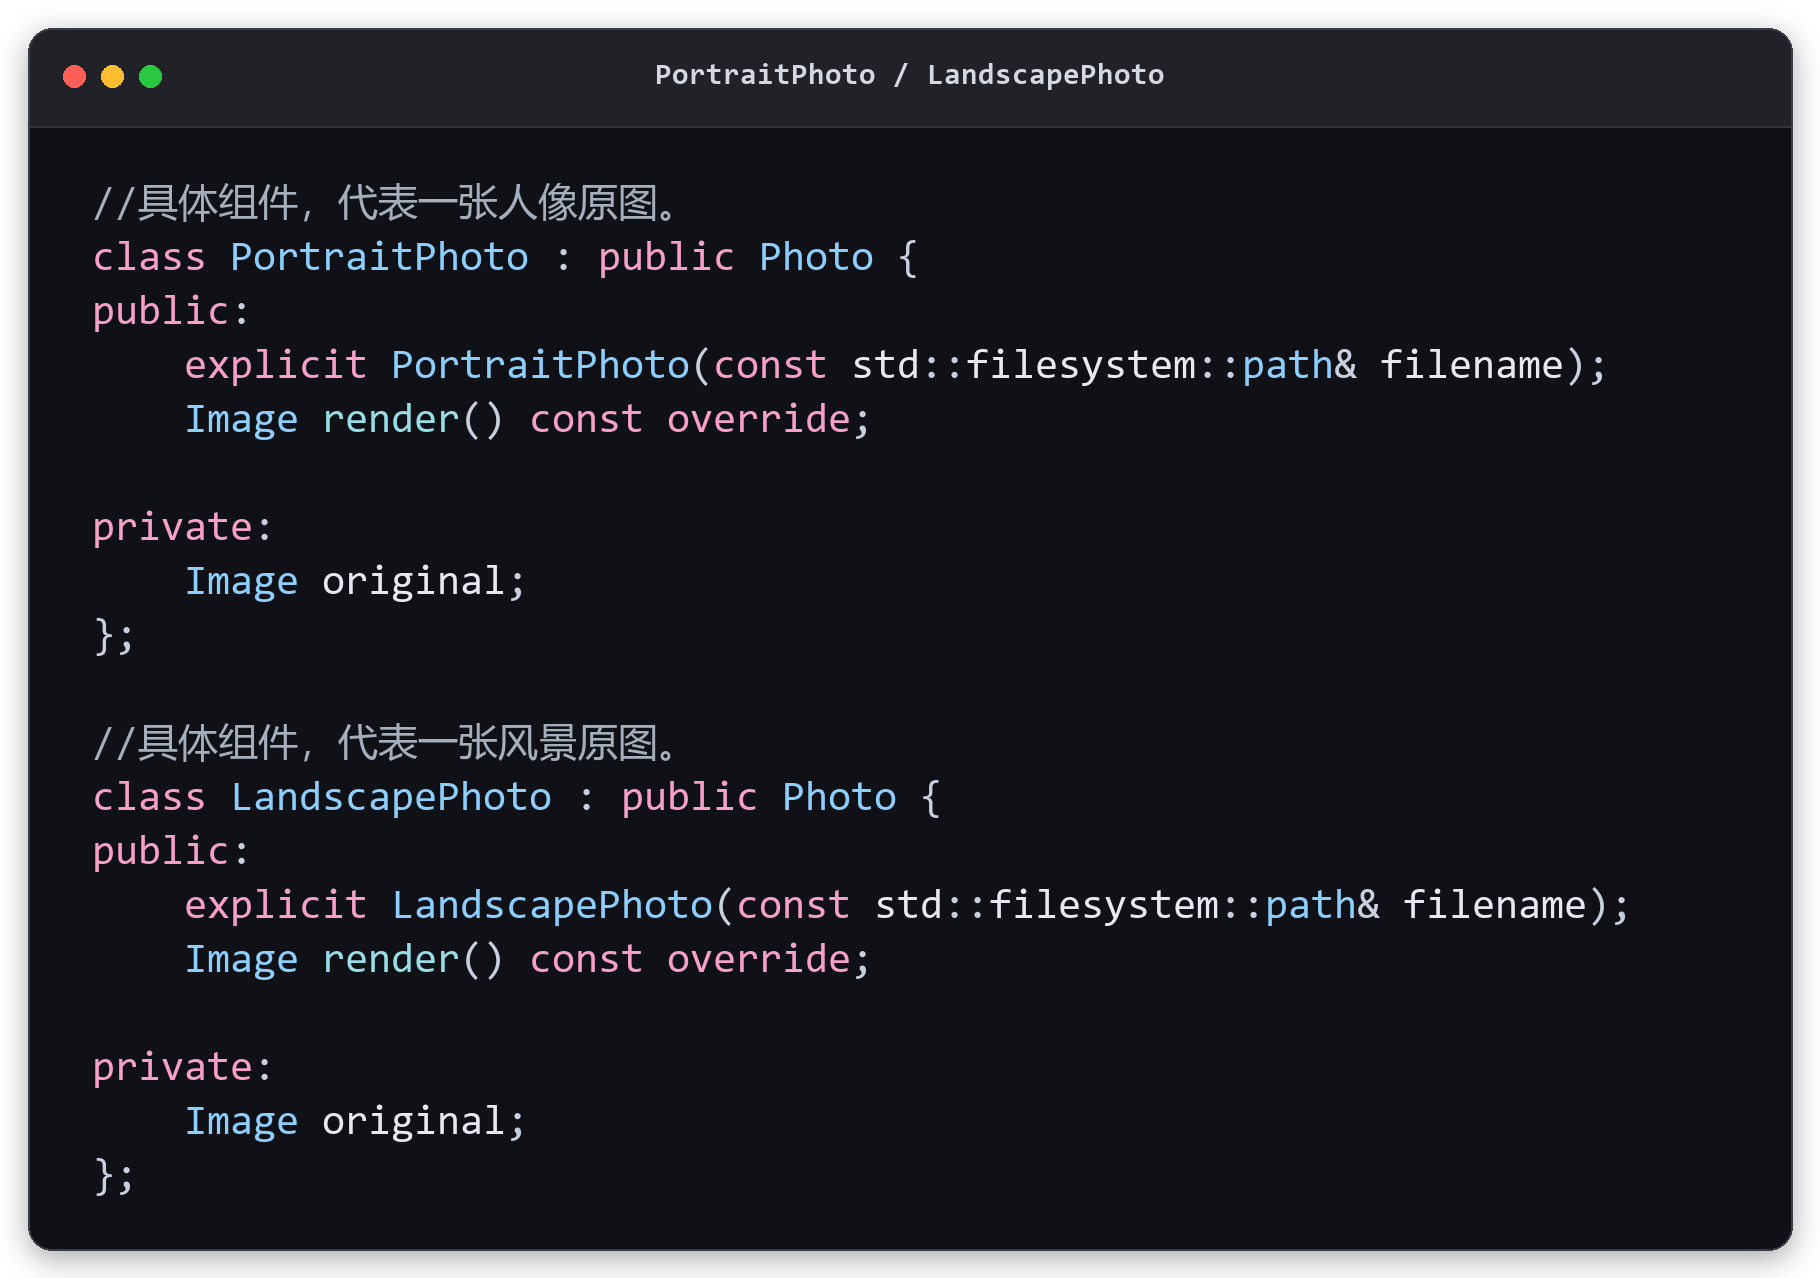 PortraitPhoto / LandscapePhoto
//具体组件，代表一张人像原图。
class PortraitPhoto : public Photo {
public:
    explicit PortraitPhoto(const std::filesystem::path& filename);
    Image render() const override;

private:
    Image original;
};

//具体组件，代表一张风景原图。
class LandscapePhoto : public Photo {
public:
    explicit LandscapePhoto(const std::filesystem::path& filename);
    Image render() const override;

private:
    Image original;
};